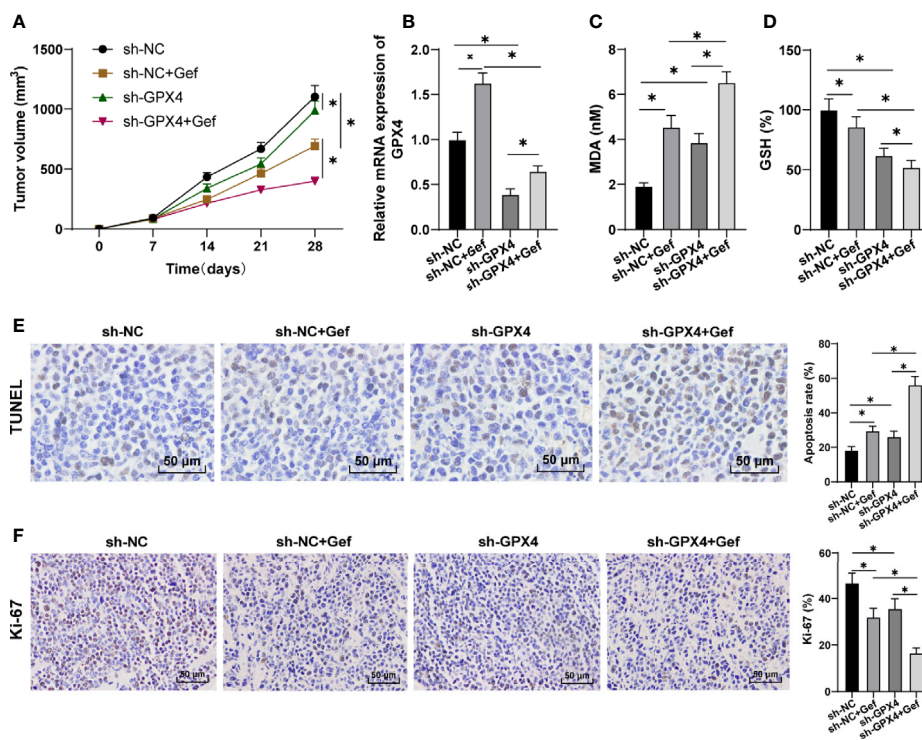 A
Tumor volume (mm³)
1500
1000
500
0
sh-NC
sh-NC+Gef
sh-GPX4
sh-GPX4+Gef
*
*
*
0 7 14 21 28
Time(days)
B
Relative mRNA expression of
GPX4
2.0
1.5
1.0
0.5
0.0
*
*
*
*
sh-NC
sh-NC+Gef
sh-GPX4
sh-GPX4+Gef
C
MDA (nM)
8
6
4
2
0
*
*
*
*
sh-NC
sh-NC+Gef
sh-GPX4
sh-GPX4+Gef
D
GSH (%)
150
100
50
0
*
*
*
*
sh-NC
sh-NC+Gef
sh-GPX4
sh-GPX4+Gef
E
sh-NC sh-NC+Gef sh-GPX4 sh-GPX4+Gef
TUNEL
50 µm 50 µm 50 µm 50 µm
Apoptosis rate (%)
80
60
40
20
0
*
*
*
*
sh-NC
sh-NC+Gef
sh-GPX4
sh-GPX4+Gef
F
sh-NC sh-NC+Gef sh-GPX4 sh-GPX4+Gef
Ki-67
50 µm 50 µm 50 µm 50 µm
Ki-67 (%)
60
40
20
0
*
*
*
*
sh-NC
sh-NC+Gef
sh-GPX4
sh-GPX4+Gef